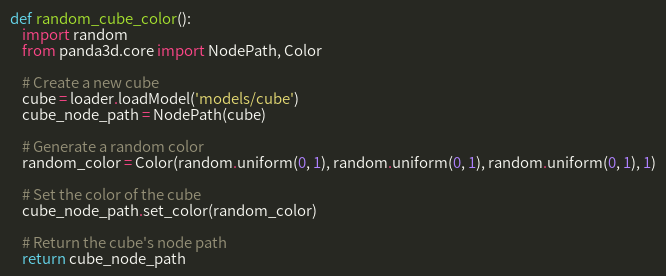 def random_cube_color():
    import random
    from panda3d.core import NodePath, Color
    # Create a new cube
    cube = loader.loadModel('models/cube')
    cube_node_path = NodePath(cube)
    # Generate a random color
    random_color = Color(random.uniform(0, 1), random.uniform(0, 1), random.uniform(0, 1), 1)
    # Set the color of the cube
    cube_node_path.set_color(random_color)
    # Return the cube's node path
    return cube_node_path